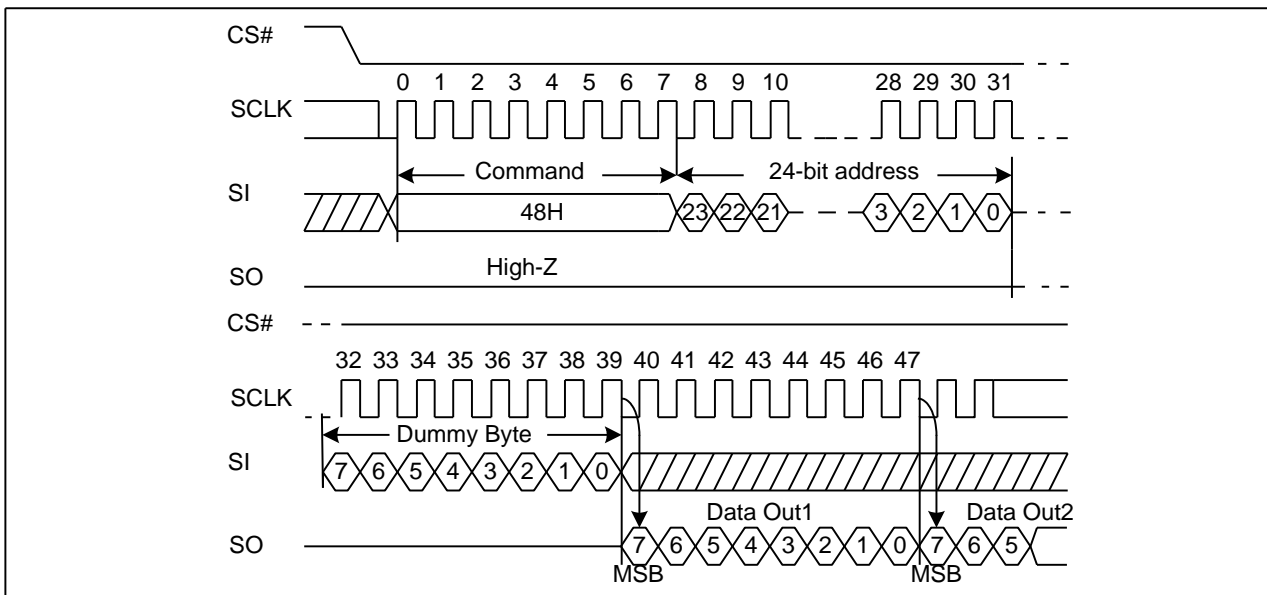 CS#
0 1 2 3 4 5 6 7 8 9 10 28 29 30 31
SCLK
Command 24-bit address
SI
48H 23 22 21 3 2 1 0
High-Z
SO
CS#
32 33 34 35 36 37 38 39 40 41 42 43 44 45 46 47
SCLK
Dummy Byte
SI
7 6 5 4 3 2 1 0
Data Out1 Data Out2
SO
7 6 5 4 3 2 1 0 7 6 5
MSB MSB